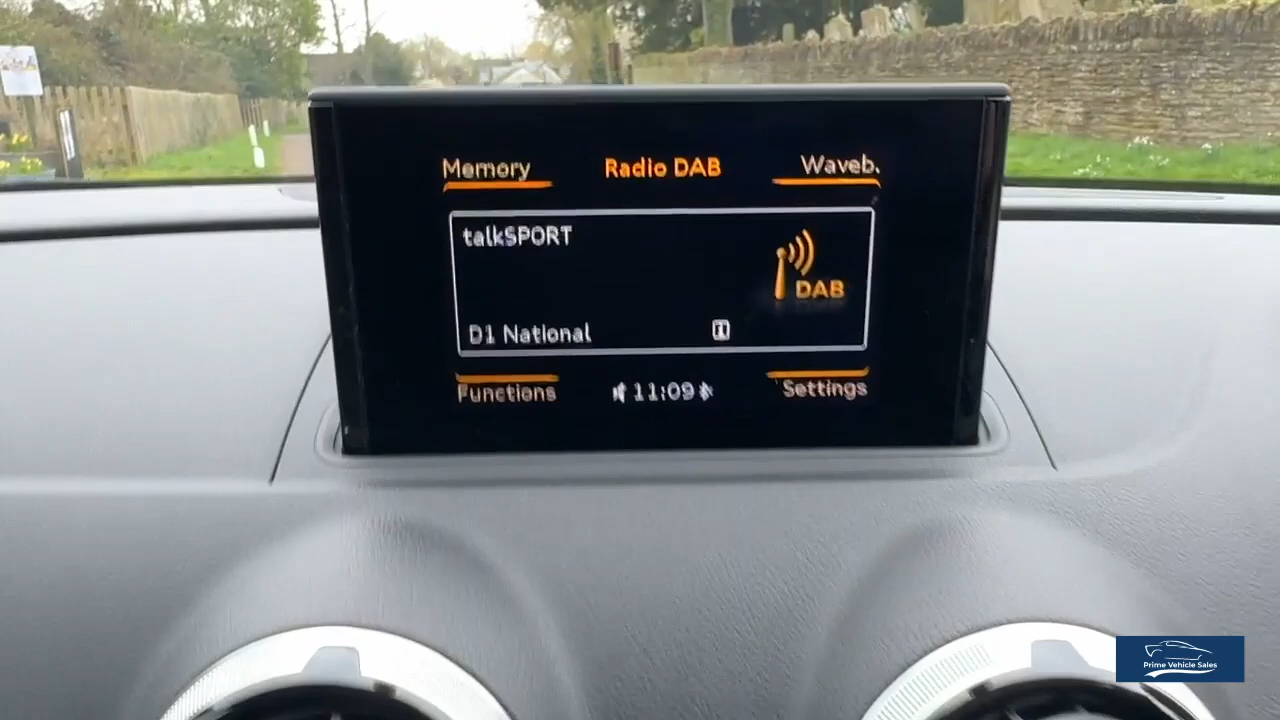 Memory
Radio DAB
Waveb.
talkSPORT
DAB
D1 National
Functions
11:09
Settings
Prime Vehicle Sales